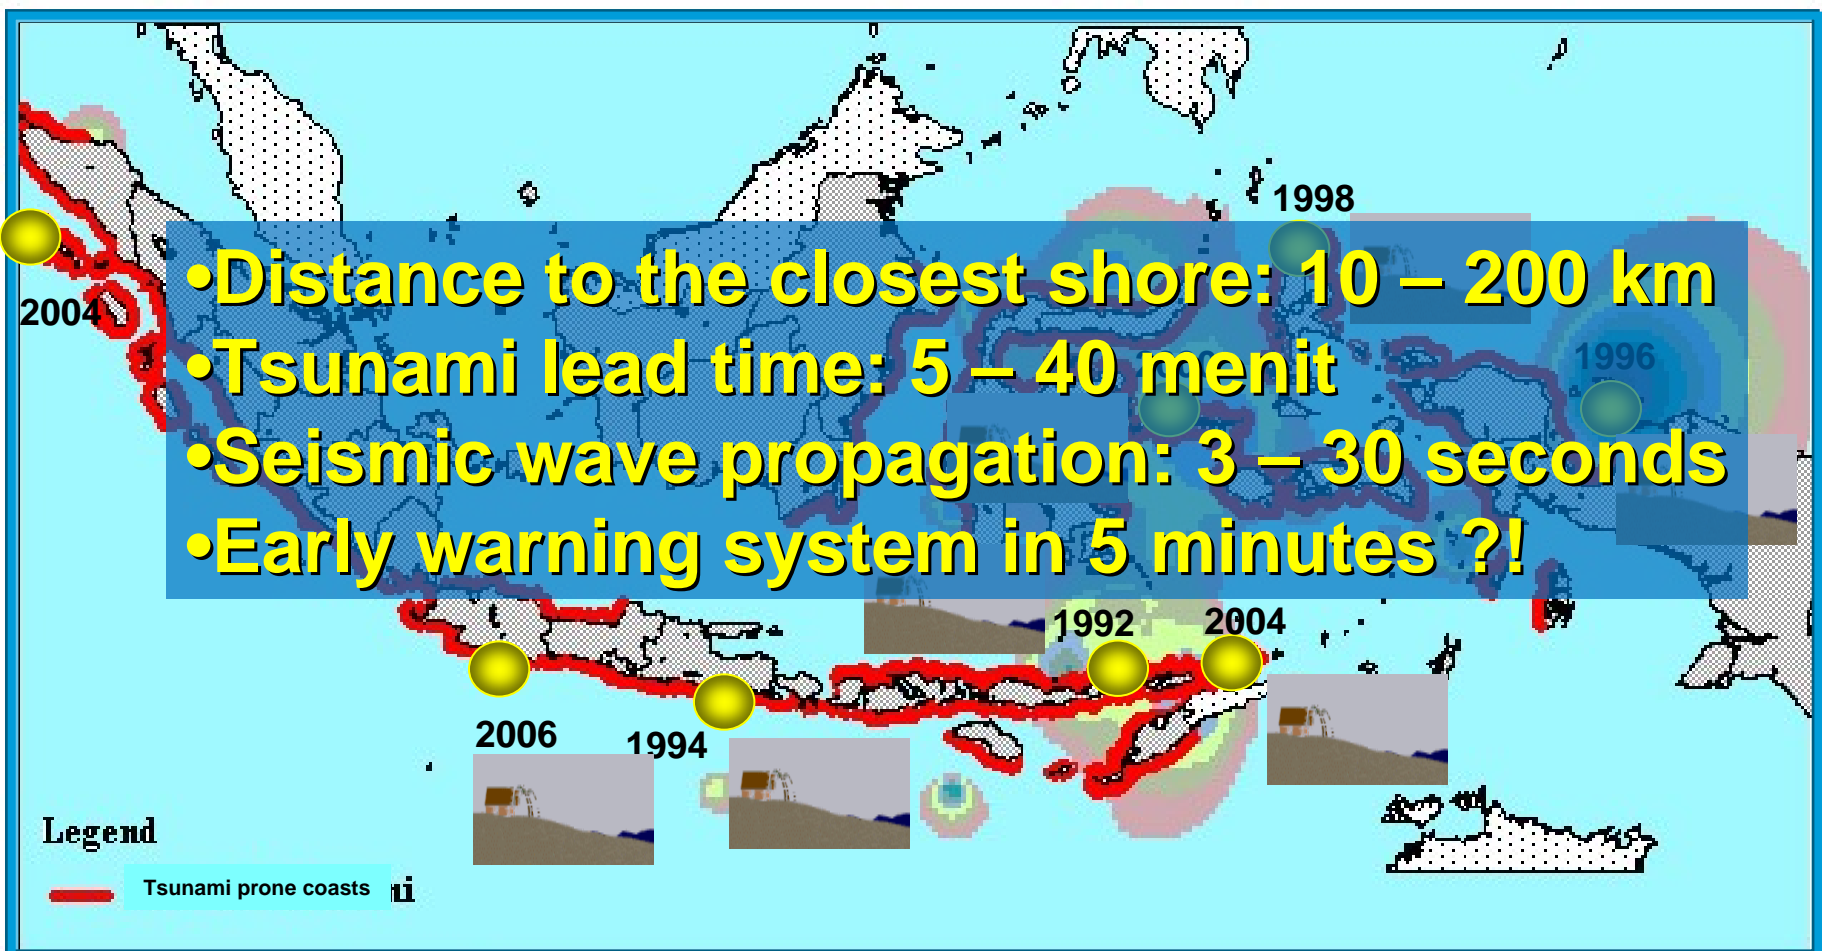 1998
•Distance to the closest shore: 10 – 200 km
2004
•Tsunami lead time: 5 – 40 menit
1996
•Seismic wave propagation: 3 – 30 seconds
•Early warning system in 5 minutes ?!
1992
2004
2006
1994
Legend
Tsunami prone coasts